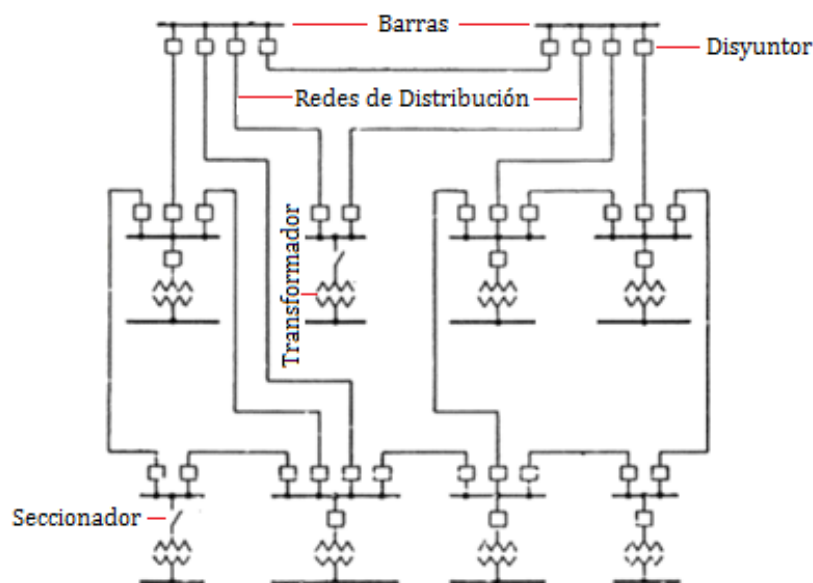 Barras
Disyuntor
Redes de Distribución
Transformador
Seccionador